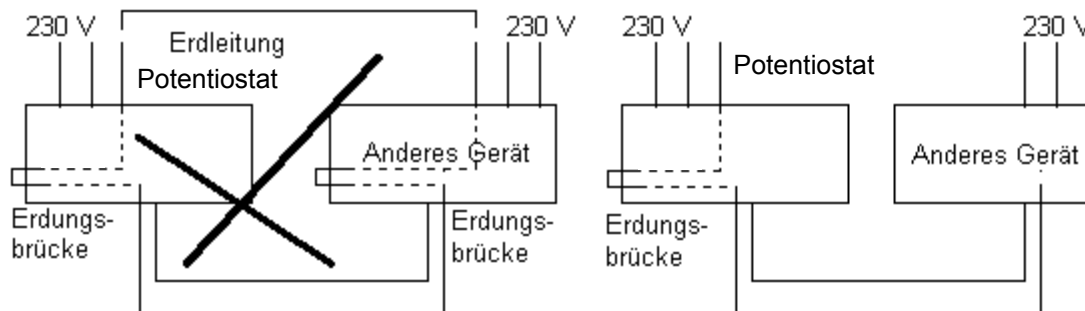 230 V
Erdleitung
Potentiostat
230 V
Anderes Gerät
Erdungs-
brücke
Erdungs-
brücke
230 V
Potentiostat
230 V
Anderes Gerät
Erdungs-
brücke